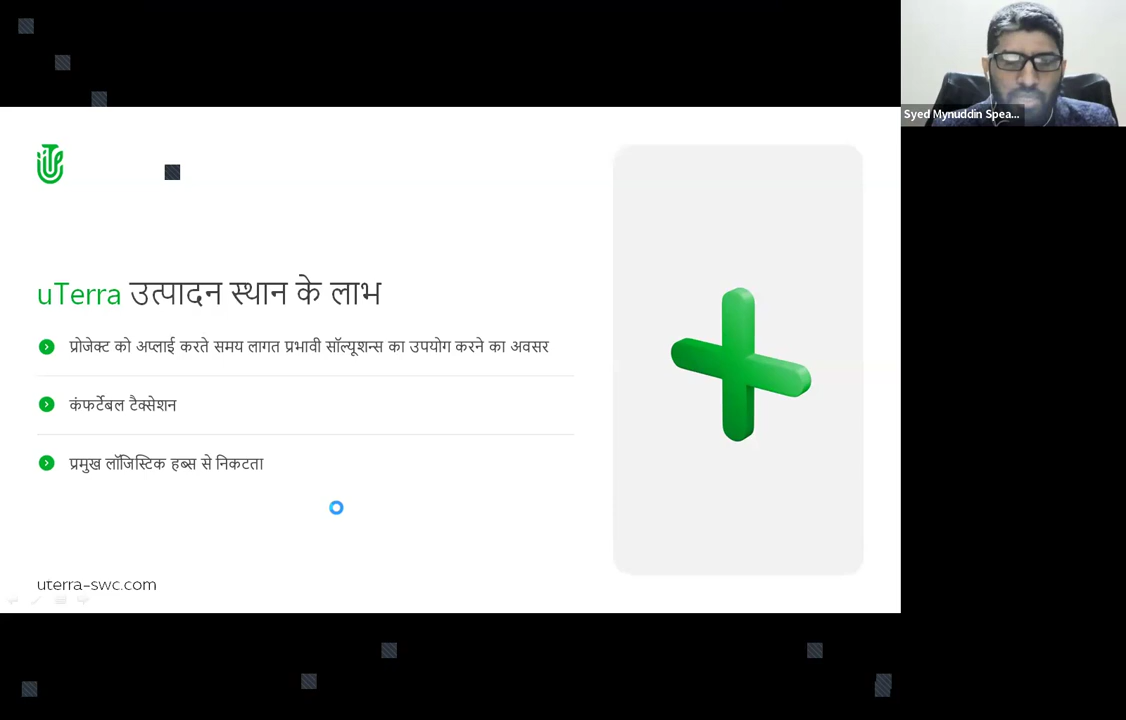 Syed Mynuddin Spea...
uTerra उत्पादन स्थान के लाभ
प्रोजेक्ट को अप्लाई करते समय लागत प्रभावी सॉल्यूशन्स का उपयोग करने का अवसर
कंफर्टेबल टैक्सेशन
प्रमुख लॉजिस्टिक हब्स से निकटता
uterra-swc.com